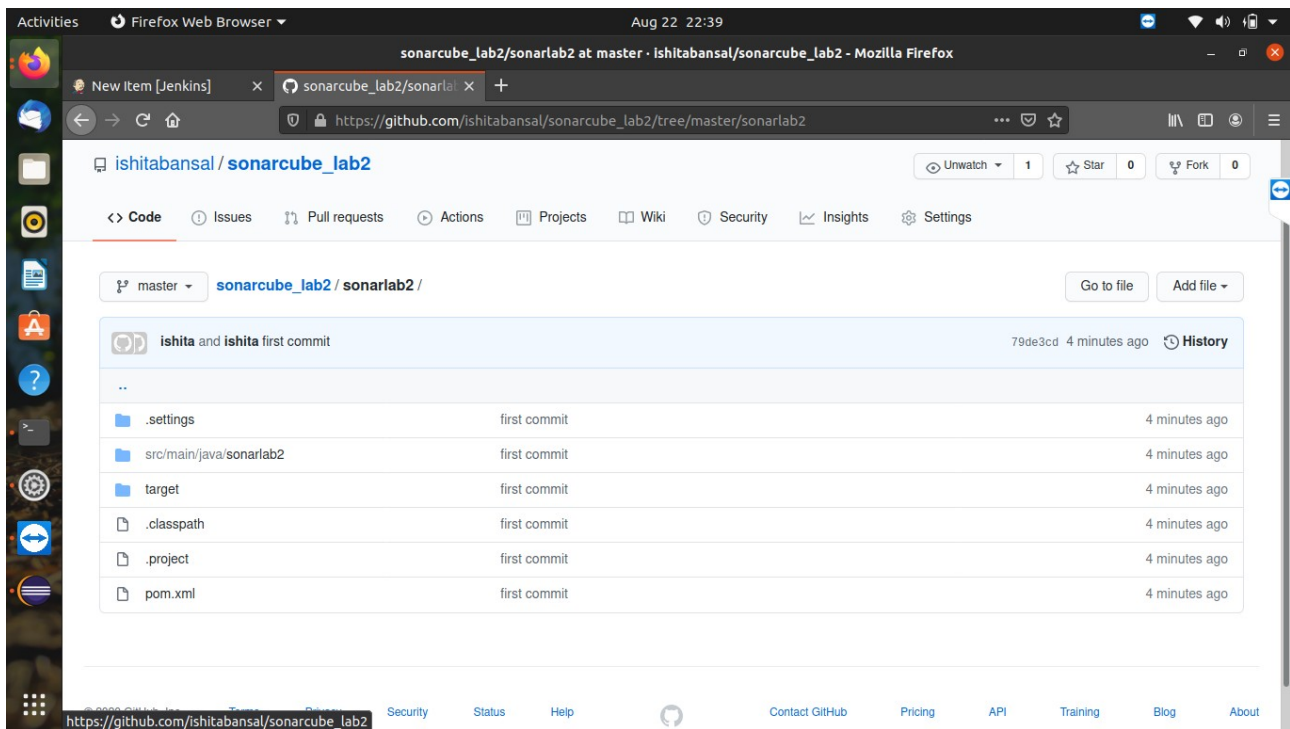 Activities Firefox Web Browser Aug 22 22:39
sonarcube_lab2/sonarlab2 at master · ishitabansal/sonarcube_lab2 - Mozilla Firefox
New Item [Jenkins] sonarcube_lab2/sonarlab
https://github.com/ishitabansal/sonarcube_lab2/tree/master/sonarlab2
ishitabansal / sonarcube_lab2 Unwatch 1 Star 0 Fork 0
Code Issues Pull requests Actions Projects Wiki Security Insights Settings
master sonarcube_lab2 / sonarlab2 / Go to file Add file
ishita and ishita first commit 79de3cd 4 minutes ago History
..
.settings first commit 4 minutes ago
src/main/java/sonarlab2 first commit 4 minutes ago
target first commit 4 minutes ago
.classpath first commit 4 minutes ago
.project first commit 4 minutes ago
pom.xml first commit 4 minutes ago
Security Status Help Contact GitHub Pricing API Training Blog About
https://github.com/ishitabansal/sonarcube_lab2